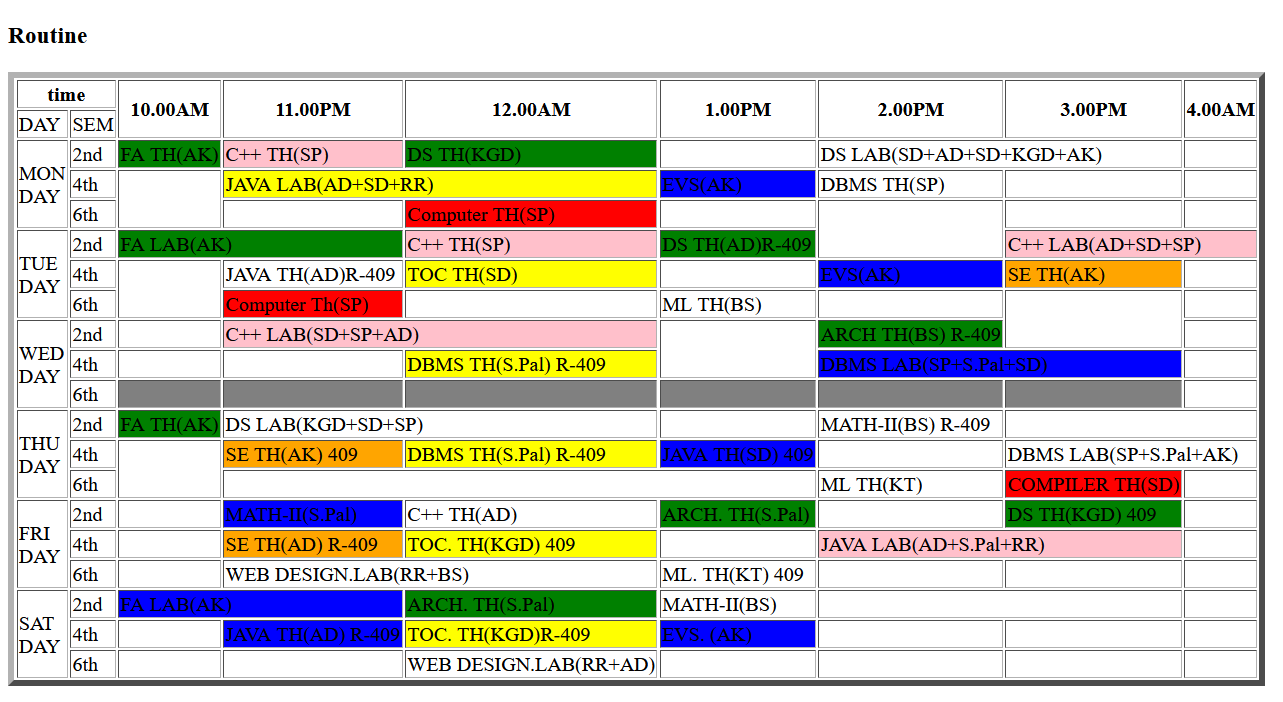 Routine
time 10.00AM 11.00PM 12.00AM 1.00PM 2.00PM 3.00PM 4.00AM
DAY SEM
MON DAY 2nd FA TH(AK) C++ TH(SP) DS TH(KGD) DS LAB(SD+AD+SD+KGD+AK)
4th JAVA LAB(AD+SD+RR) EVS(AK) DBMS TH(SP)
6th Computer TH(SP)
TUE DAY 2nd FA LAB(AK) C++ TH(SP) DS TH(AD)R-409 C++ LAB(AD+SD+SP)
4th JAVA TH(AD)R-409 TOC TH(SD) EVS(AK) SE TH(AK)
6th Computer Th(SP) ML TH(BS)
WED DAY 2nd C++ LAB(SD+SP+AD) ARCH TH(BS) R-409
4th DBMS TH(S.Pal) R-409 DBMS LAB(SP+S.Pal+SD)
6th
THU DAY 2nd FA TH(AK) DS LAB(KGD+SD+SP) MATH-II(BS) R-409
4th SE TH(AK) 409 DBMS TH(S.Pal) R-409 JAVA TH(SD) 409 DBMS LAB(SP+S.Pal+AK)
6th ML TH(KT) COMPILER TH(SD)
FRI DAY 2nd MATH-II(S.Pal) C++ TH(AD) ARCH. TH(S.Pal) DS TH(KGD) 409
4th SE TH(AD) R-409 TOC. TH(KGD) 409 JAVA LAB(AD+S.Pal+RR)
6th WEB DESIGN.LAB(RR+BS) ML. TH(KT) 409
SAT DAY 2nd FA LAB(AK) ARCH. TH(S.Pal) MATH-II(BS)
4th JAVA TH(AD) R-409 TOC. TH(KGD)R-409 EVS. (AK)
6th WEB DESIGN.LAB(RR+AD)